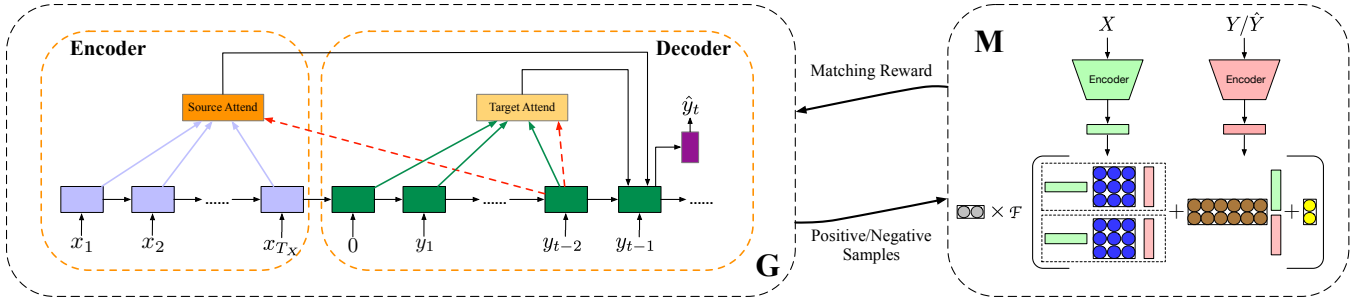 Encoder
Decoder
Source Attend
Target Attend
ŷ_t
......
......
......
x_1
x_2
x_{T_X}
0
y_1
y_{t-2}
y_{t-1}
G
Matching Reward
Positive/Negative
Samples
M
X
Y/Ŷ
Encoder
Encoder
× F
+
+